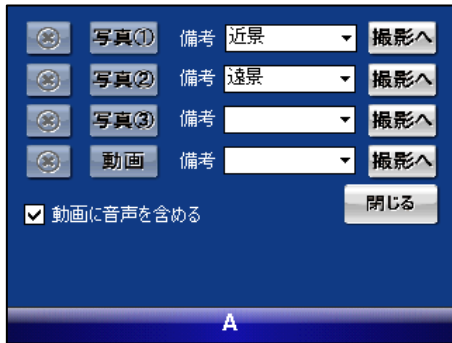 写真① 備考 近景 撮影へ
写真② 備考 遠景 撮影へ
写真③ 備考 撮影へ
動画 備考 撮影へ
閉じる
動画に音声を含める
A